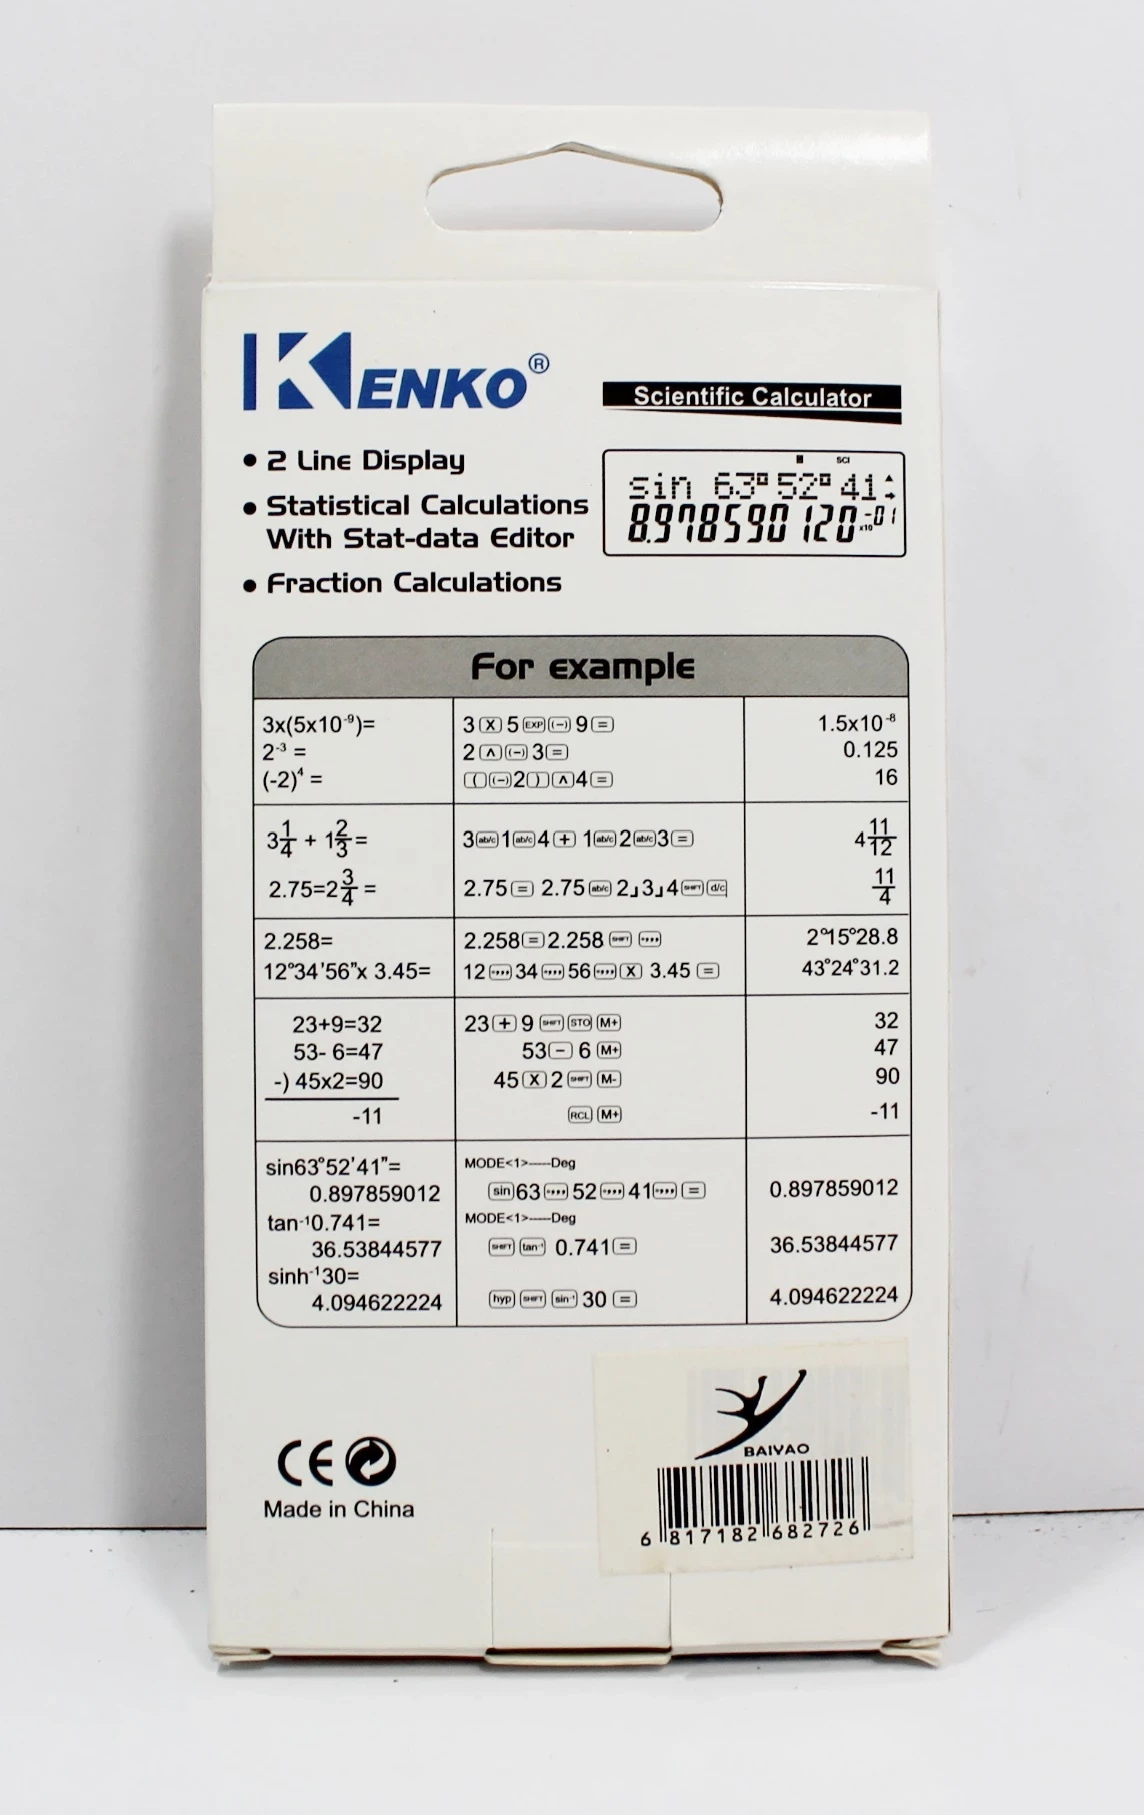 KENKO®
Scientific Calculator
• 2 Line Display
• Statistical Calculations
With Stat-data Editor
• Fraction Calculations
SCI
sin 63°52°41
8.978590120 x10-01
For example
3x(5x10⁻⁹)= 3 X 5 EXP (−) 9 = 1.5x10⁻⁸
2⁻³ = 2 ∧ (−) 3 = 0.125
(-2)⁴ = ( (−) 2 ) ∧ 4 = 16
3 1/4 + 1 2/3 = 3 ab/c 1 ab/c 4 + 1 ab/c 2 ab/c 3 = 4 11/12
2.75=2 3/4 = 2.75 = 2.75 ab/c 2⌟3⌟4 SHIFT d/c 11/4
2.258= 2.258 = 2.258 SHIFT °,,, 2°15°28.8
12°34’56”x 3.45= 12 °,,, 34 °,,, 56 °,,, X 3.45 = 43°24°31.2
23+9=32 23 + 9 SHIFT STO M+ 32
53- 6=47 53 − 6 M+ 47
-) 45x2=90 45 X 2 SHIFT M- 90
-11 RCL M+ -11
sin63°52’41”= MODE<1>----Deg
0.897859012 sin 63 °,,, 52 °,,, 41 °,,, = 0.897859012
tan⁻¹0.741= MODE<1>----Deg
36.53844577 SHIFT tan⁻¹ 0.741 = 36.53844577
sinh⁻¹30=
4.094622224 hyp SHIFT sin⁻¹ 30 = 4.094622224
CE
Made in China
BAIYAO
6 817182 682726